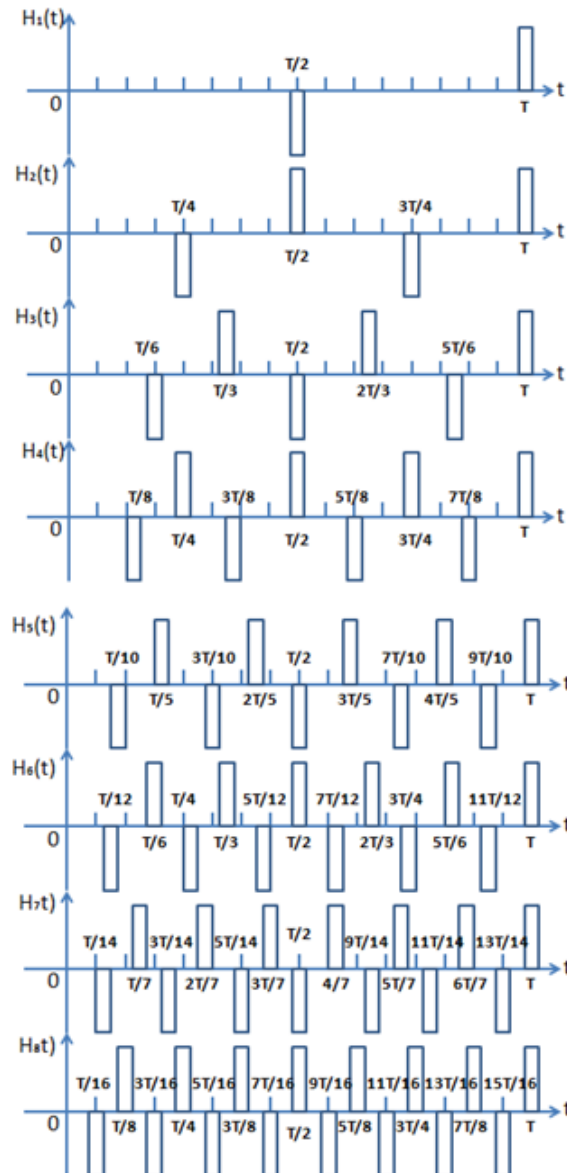 H₁(t)
T/2
0 T t
H₂(t)
T/4 3T/4
0 T/2 T t
H₃(t)
T/6 T/2 5T/6
0 T/3 2T/3 T t
H₄(t)
T/8 3T/8 5T/8 7T/8
0 T/4 T/2 3T/4 T t
H₅(t)
T/10 3T/10 T/2 7T/10 9T/10
0 T/5 2T/5 3T/5 4T/5 T t
H₆(t)
T/12 T/4 5T/12 7T/12 3T/4 11T/12
0 T/6 T/3 T/2 2T/3 5T/6 T t
H₇(t)
T/14 3T/14 5T/14 T/2 9T/14 11T/14 13T/14
0 T/7 2T/7 3T/7 4/7 5T/7 6T/7 T t
H₈(t)
T/16 3T/16 5T/16 7T/16 9T/16 11T/16 13T/16 15T/16
0 T/8 T/4 3T/8 T/2 5T/8 3T/4 7T/8 T t